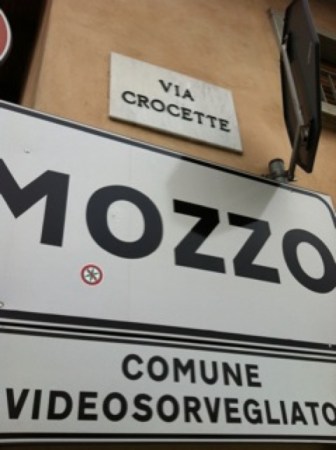 VIA
CROCETTE
MOZZO
COMUNE
VIDEOSORVEGLIATO